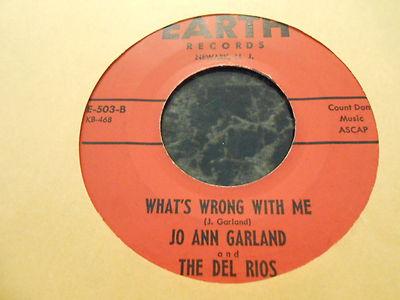 EARTH
RECORDS
NEWARK, N. J.
E-503-B
KB-468
Count Dan
Music
ASCAP
WHAT'S WRONG WITH ME
(J. Garland)
JO ANN GARLAND
and
THE DEL RIOS